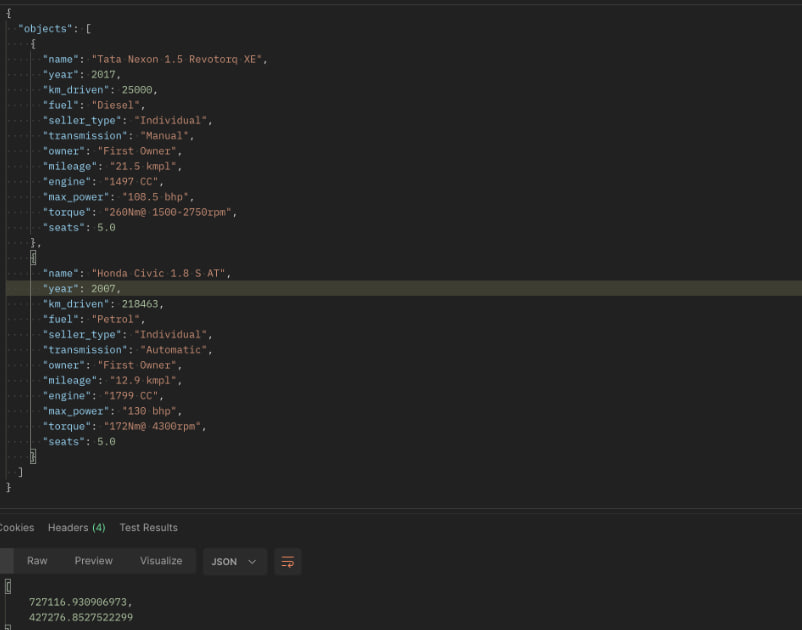 {
"objects": [
{
"name": "Tata Nexon 1.5 Revotorq XE",
"year": 2017,
"km_driven": 25000,
"fuel": "Diesel",
"seller_type": "Individual",
"transmission": "Manual",
"owner": "First Owner",
"mileage": "21.5 kmpl",
"engine": "1497 CC",
"max_power": "108.5 bhp",
"torque": "260Nm@ 1500-2750rpm",
"seats": 5.0
},
{
"name": "Honda Civic 1.8 S AT",
"year": 2007,
"km_driven": 218463,
"fuel": "Petrol",
"seller_type": "Individual",
"transmission": "Automatic",
"owner": "First Owner",
"mileage": "12.9 kmpl",
"engine": "1799 CC",
"max_power": "130 bhp",
"torque": "172Nm@ 4300rpm",
"seats": 5.0
}
]
}
Cookies Headers (4) Test Results
Raw Preview Visualize JSON
[
727116.930906973,
427276.8527522299
]